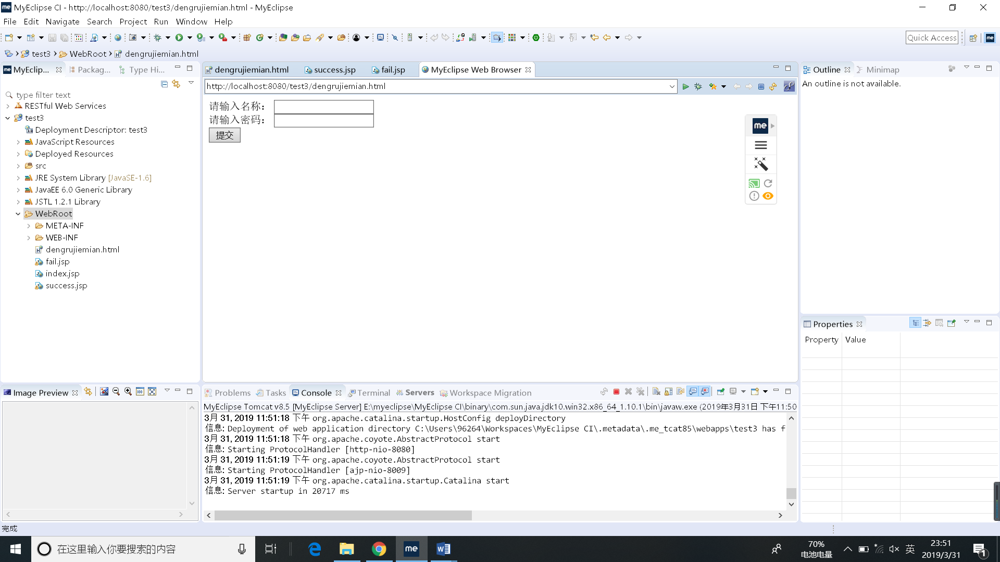 MyEclipse CI - http://localhost:8080/test3/dengrujiemian.html - MyEclipse
File Edit Navigate Search Project Run Window Help
Quick Access
test3 WebRoot dengrujiemian.html
MyEclip... Packag... Type Hi...
type filter text
RESTful Web Services
test3
Deployment Descriptor: test3
JavaScript Resources
Deployed Resources
src
JRE System Library [JavaSE-1.6]
JavaEE 6.0 Generic Library
JSTL 1.2.1 Library
WebRoot
META-INF
WEB-INF
dengrujiemian.html
fail.jsp
index.jsp
success.jsp
dengrujiemian.html success.jsp fail.jsp MyEclipse Web Browser
http://localhost:8080/test3/dengrujiemian.html
请输入名称：
请输入密码：
提交
me
Outline Minimap
An outline is not available.
Properties
Property Value
Image Preview
Problems Tasks Console Terminal Servers Workspace Migration
MyEclipse Tomcat v8.5 [MyEclipse Server] E:\myeclipse\MyEclipse CI\binary\com.sun.java.jdk10.win32.x86_64_1.10.1\bin\javaw.exe (2019年3月31日 下午11:50
3月 31, 2019 11:51:18 下午 org.apache.catalina.startup.HostConfig deployDirectory
信息: Deployment of web application directory C:\Users\96264\Workspaces\MyEclipse CI\.metadata\.me_tcat85\webapps\test3 has f
3月 31, 2019 11:51:18 下午 org.apache.coyote.AbstractProtocol start
信息: Starting ProtocolHandler [http-nio-8080]
3月 31, 2019 11:51:19 下午 org.apache.coyote.AbstractProtocol start
信息: Starting ProtocolHandler [ajp-nio-8009]
3月 31, 2019 11:51:19 下午 org.apache.catalina.startup.Catalina start
信息: Server startup in 20717 ms
完成
在这里输入你要搜索的内容
me
70%
电池电量
英
23:51
2019/3/31
1